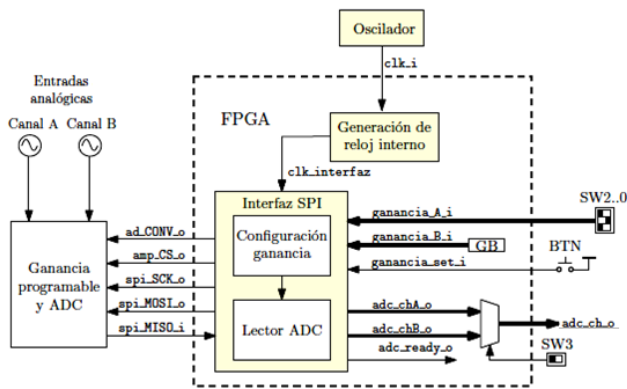 Oscilador
clk_i
Entradas
analógicas
Canal A
Canal B
FPGA
Generación de
reloj interno
clk_interfaz
Interfaz SPI
SW2..0
ad_CONV_o
amp_CS_o
spi_SCK_o
spi_MOSI_o
spi_MISO_i
Ganancia
programable
y ADC
Configuración
ganancia
Lector ADC
ganancia_A_i
ganancia_B_i
GB
BTN
ganancia_set_i
adc_chA_o
adc_chB_o
adc_ready_o
adc_ch_o
SW3